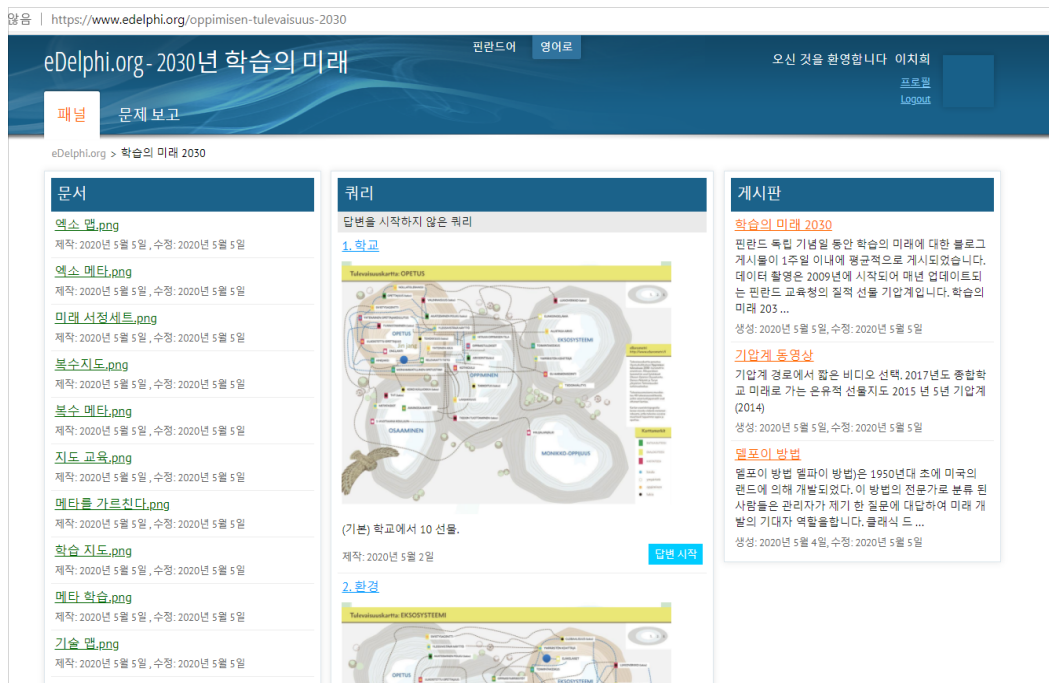 않음 | https://www.edelphi.org/oppimisen-tulevaisuus-2030
핀란드어 영어로
eDelphi.org - 2030년 학습의 미래
오신 것을 환영합니다 이치희
프로필
Logout
패널 문제 보고
eDelphi.org > 학습의 미래 2030
문서
엑소 맵.png
제작: 2020년 5월 5일 , 수정: 2020년 5월 5일
엑소 메타.png
제작: 2020년 5월 5일 , 수정: 2020년 5월 5일
미래 서정세트.png
제작: 2020년 5월 5일 , 수정: 2020년 5월 5일
복수지도.png
제작: 2020년 5월 5일 , 수정: 2020년 5월 5일
복수 메타.png
제작: 2020년 5월 5일 , 수정: 2020년 5월 5일
지도 교육.png
제작: 2020년 5월 5일 , 수정: 2020년 5월 5일
메타를 가르친다.png
제작: 2020년 5월 5일 , 수정: 2020년 5월 5일
학습 지도.png
제작: 2020년 5월 5일 , 수정: 2020년 5월 5일
메타 학습.png
제작: 2020년 5월 5일 , 수정: 2020년 5월 5일
기술 맵.png
제작: 2020년 5월 5일 , 수정: 2020년 5월 5일
쿼리
답변을 시작하지 않은 쿼리
1. 학교
Tulevaisuuskartta: OPETUS
OPETUS
EKSOSYSTEEMI
OPPIMINEN
OSAAMINEN
MONIKKO-OPPIJUUS
(기본) 학교에서 10 선물.
제작: 2020년 5월 2일
답변 시작
2. 환경
Tulevaisuuskartta: EKSOSYSTEEMI
OPETUS
EKSOSYSTEEMI
게시판
학습의 미래 2030
핀란드 독립 기념일 동안 학습의 미래에 대한 블로그
게시물이 1주일 이내에 평균적으로 게시되었습니다.
데이터 촬영은 2009년에 시작되어 매년 업데이트되
는 핀란드 교육청의 질적 선물 기압계입니다. 학습의
미래 203 ...
생성: 2020년 5월 5일, 수정: 2020년 5월 5일
기압계 동영상
기압계 경로에서 짧은 비디오 선택. 2017년도 종합학
교 미래로 가는 은유적 선물지도 2015 년 5년 기압계
(2014)
생성: 2020년 5월 5일, 수정: 2020년 5월 5일
델포이 방법
델포이 방법 델파이 방법)은 1950년대 초에 미국의
랜드에 의해 개발되었다. 이 방법의 전문가로 분류 된
사람들은 관리자가 제기 한 질문에 대답하여 미래 개
발의 기대자 역할을합니다. 클래식 드 ...
생성: 2020년 5월 4일, 수정: 2020년 5월 5일